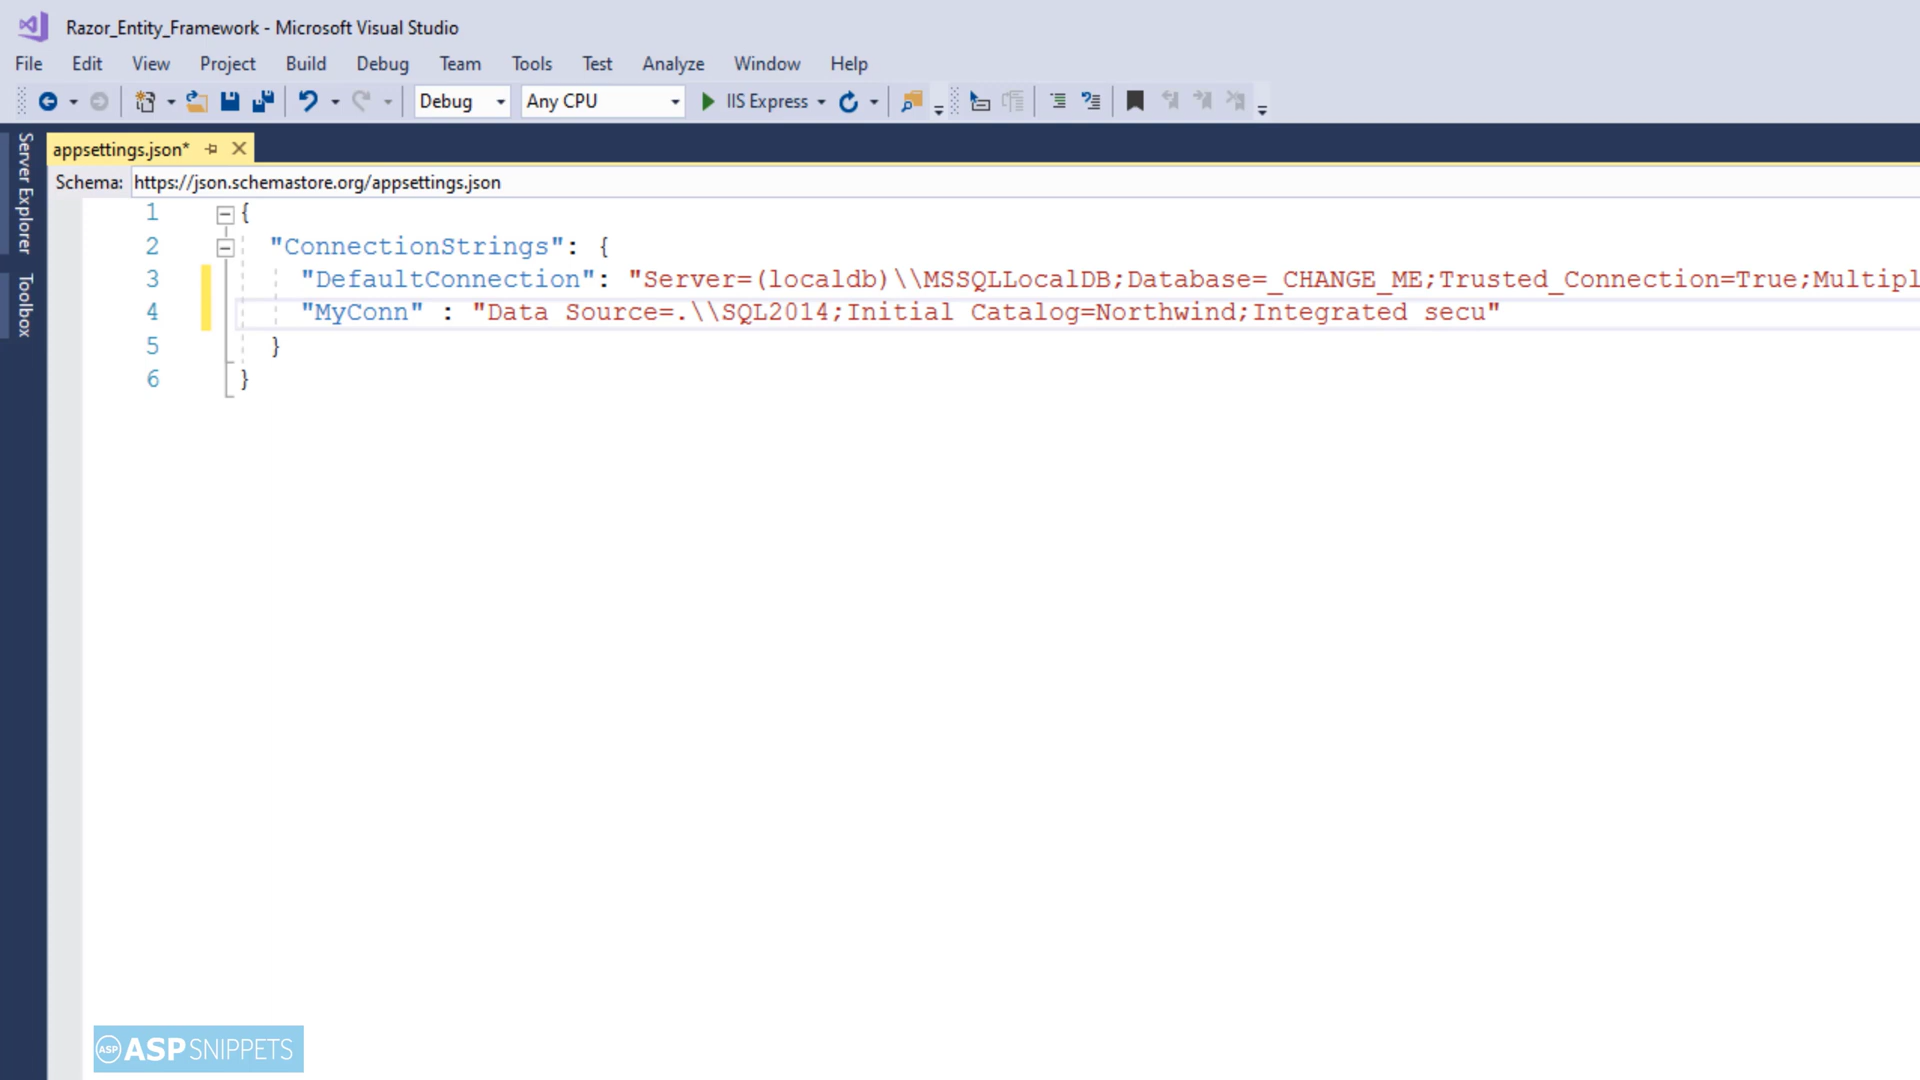 Razor_Entity_Framework - Microsoft Visual Studio
File Edit View Project Build Debug Team Tools Test Analyze Window Help
Debug Any CPU IIS Express
Server Explorer
Toolbox
appsettings.json*
Schema: https://json.schemastore.org/appsettings.json
1 {
2 "ConnectionStrings": {
3 "DefaultConnection": "Server=(localdb)\\MSSQLLocalDB;Database=_CHANGE_ME;Trusted_Connection=True;Multipl
4 "MyConn" : "Data Source=.\\SQL2014;Initial Catalog=Northwind;Integrated secu"
5 }
6 }
ASP ASPSNIPPETS